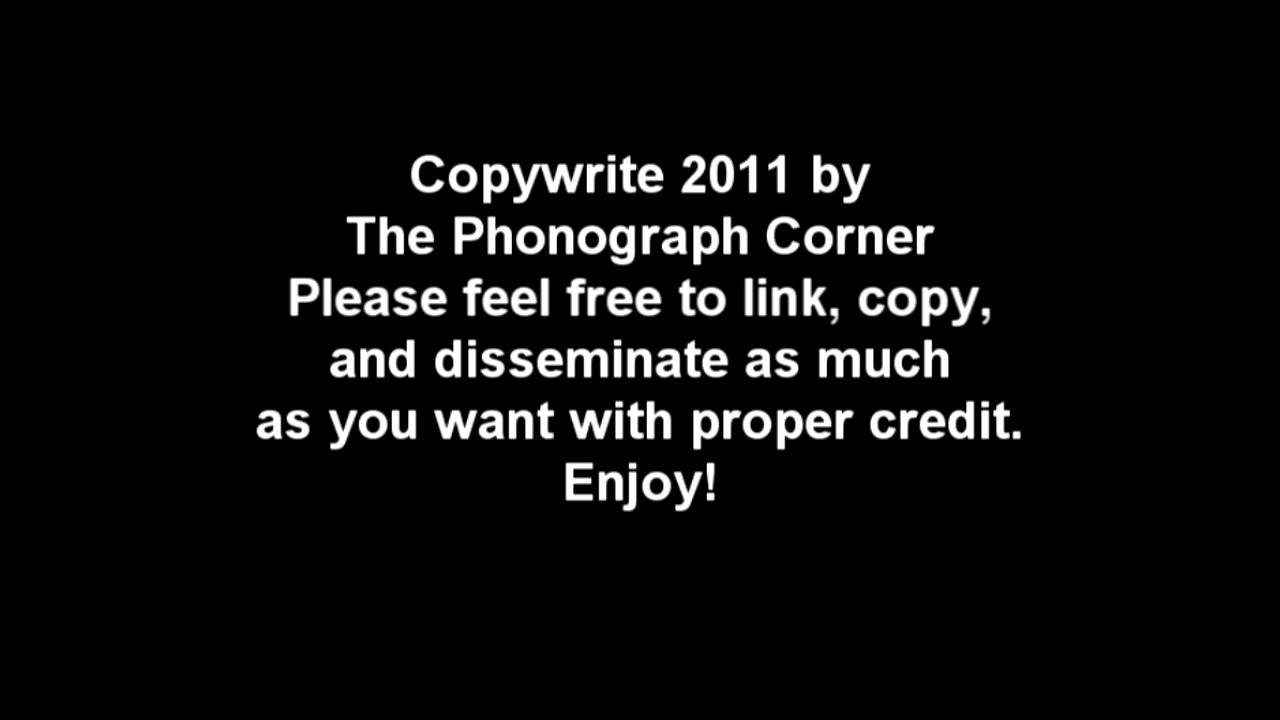 Copywrite 2011 by
The Phonograph Corner
Please feel free to link, copy,
and disseminate as much
as you want with proper credit.
Enjoy!